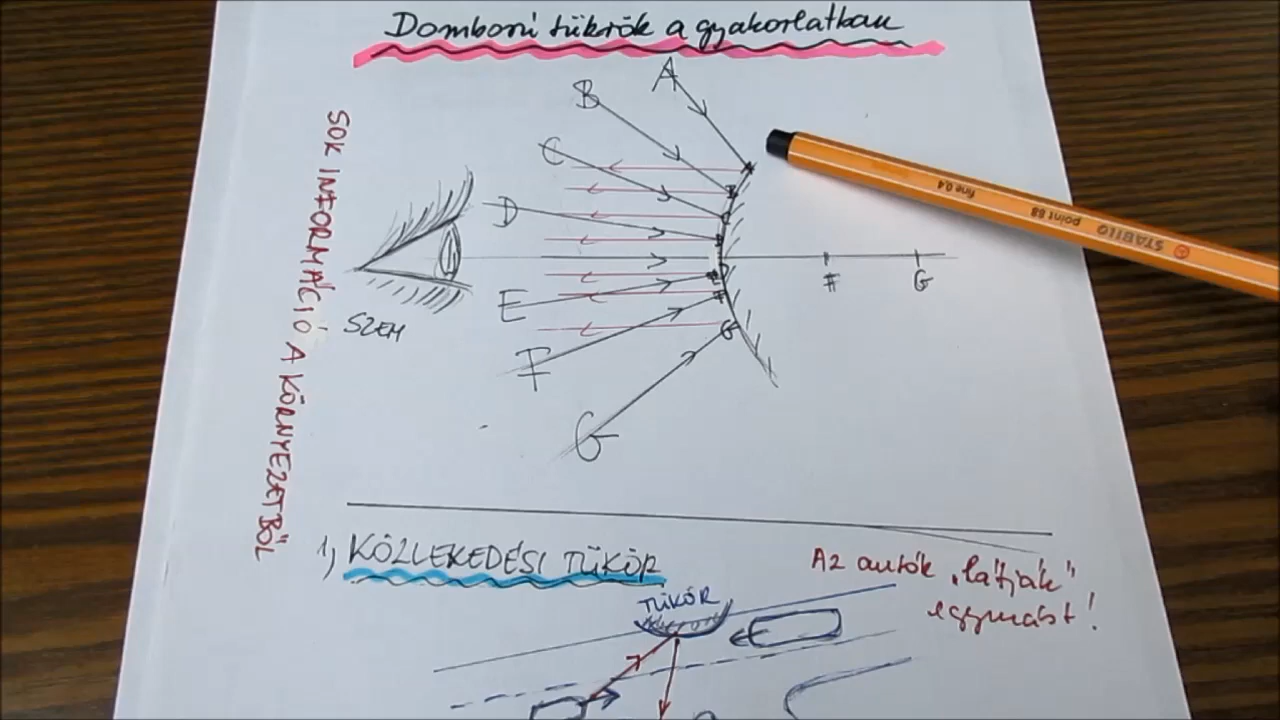 Domború tükrök a gyakorlatban
A
B
C
D
E
F
G
SZEM
F
G
SOK INFORMÁCIÓ A KÖRNYEZETBŐL
STABILO point 88 fine 0.4
1, KÖZLEKEDÉSI TÜKÖR
Az autók „látják"
egymást!
TÜKÖR